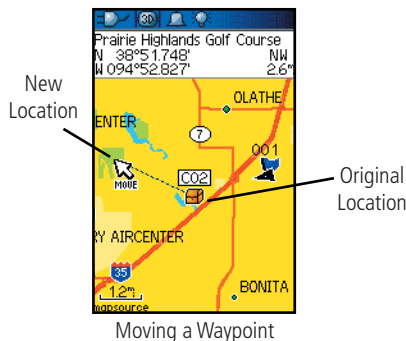 3D
Prairie Highlands Golf Course
N 38°51.748' NW
W 094°52.827' 2.6m
New
Location
OLATHE
ENTER
7
001
MOVE
C02
Original
Location
RY AIRCENTER
35
1.2m
BONITA
mapsource
Moving a Waypoint